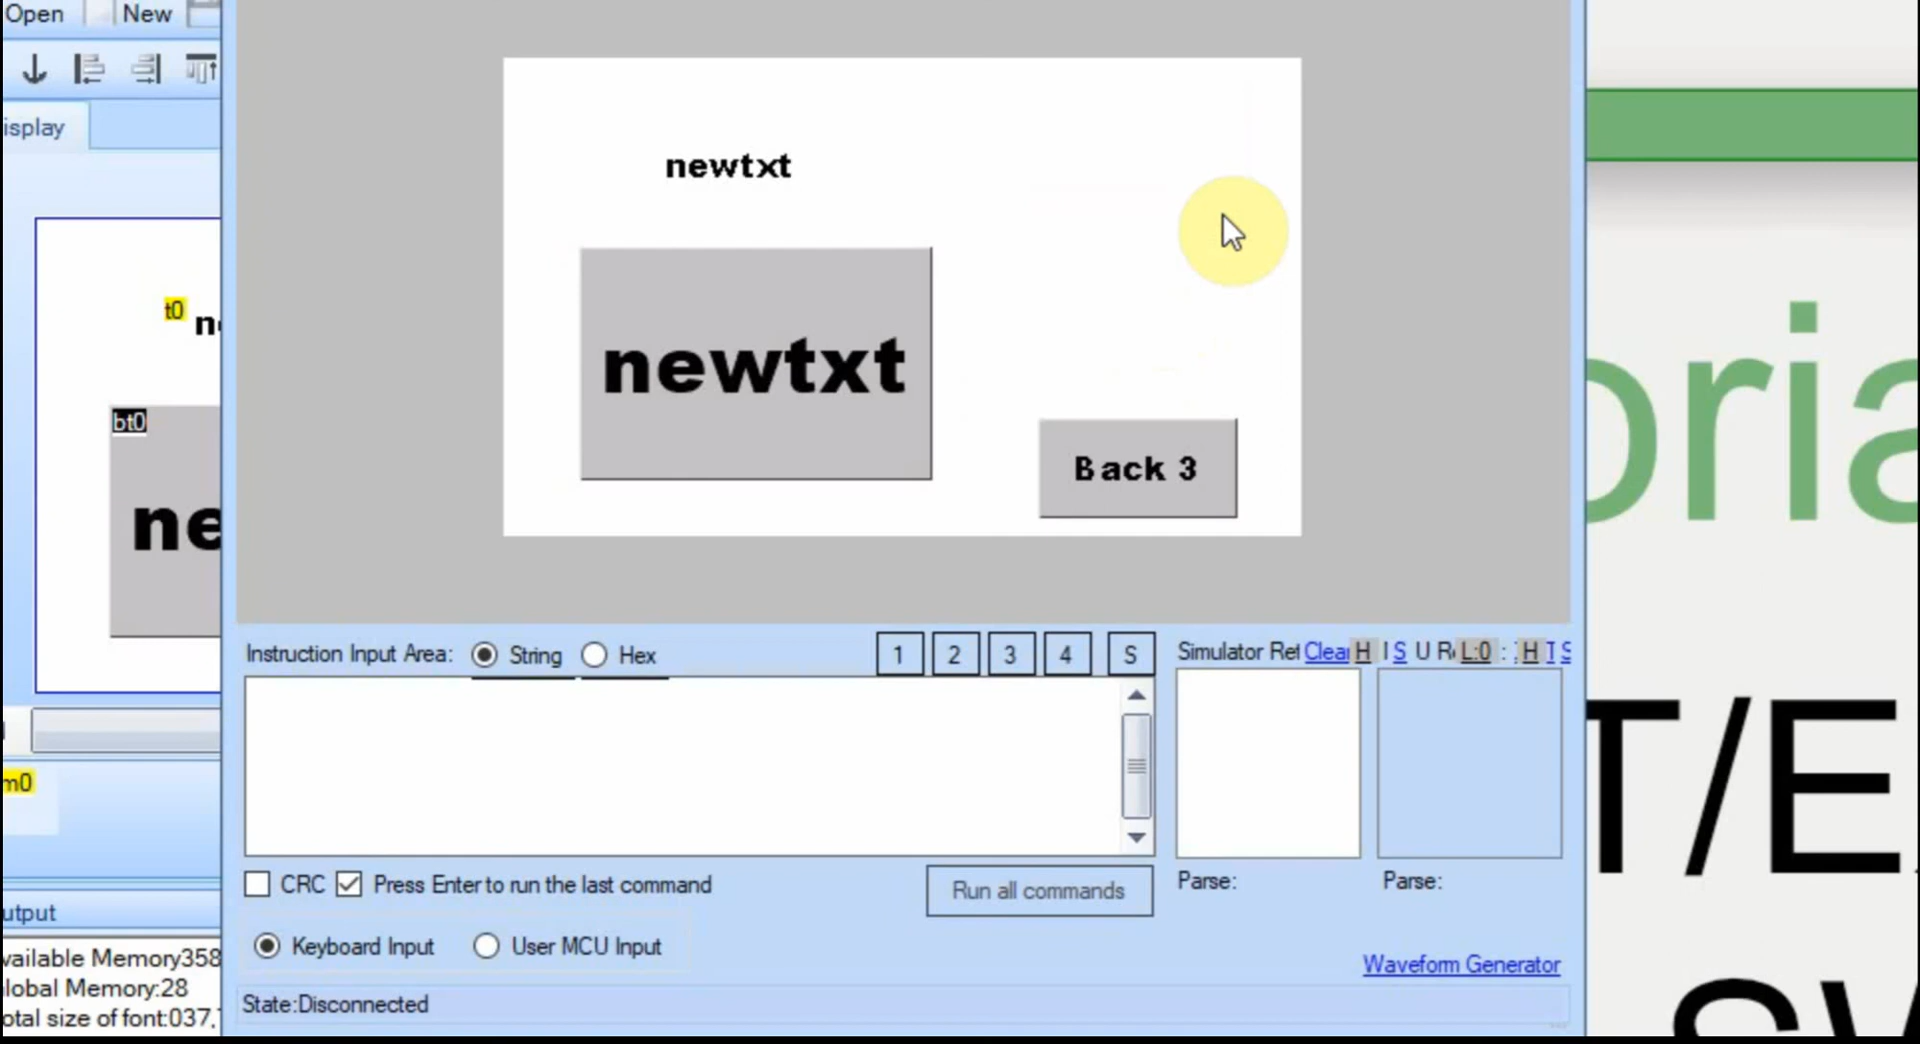 Open New
isplay
newtxt
t0
newtxt
bt0
Back 3
ne
oria
Instruction Input Area: String Hex 1 2 3 4 S Simulator Ret Clear H I S U Re L:0 : H T S
T/E
m0
CRC Press Enter to run the last command Run all commands Parse: Parse:
utput
Keyboard Input User MCU Input
vailable Memory358
Waveform Generator
lobal Memory:28
State:Disconnected
otal size of font:037,
SW